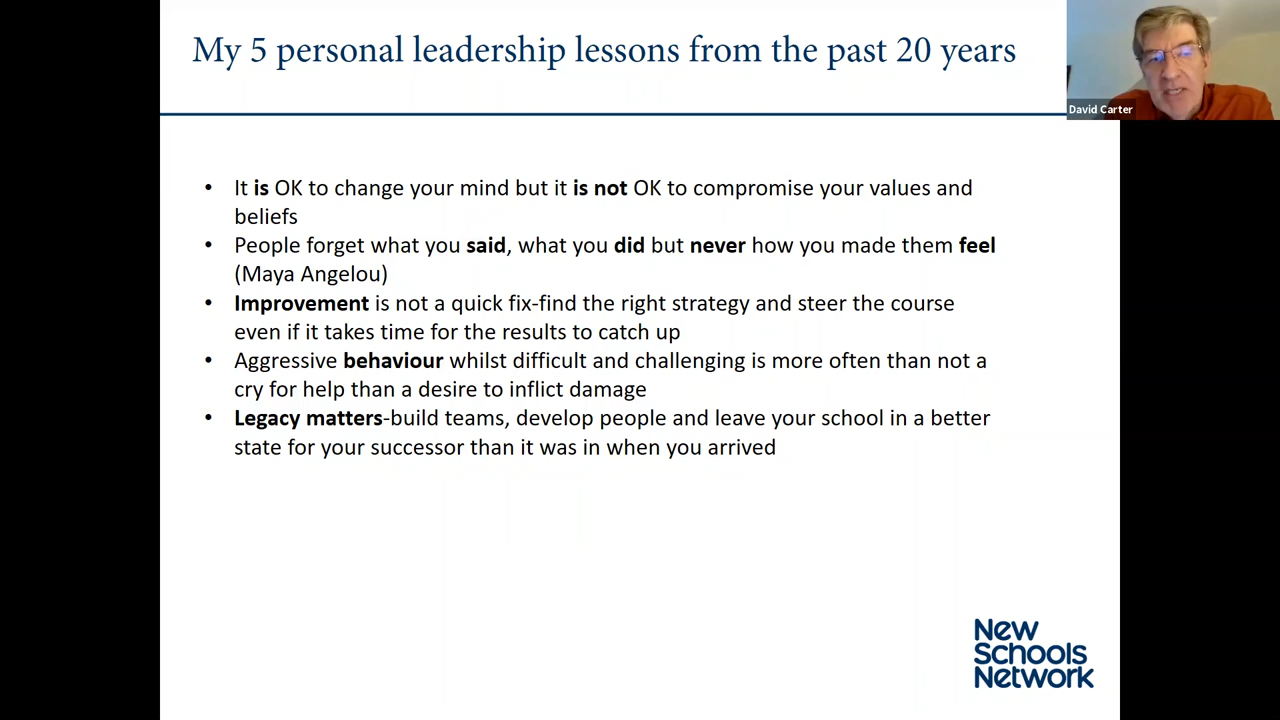 My 5 personal leadership lessons from the past 20 years
David Carter
• It is OK to change your mind but it is not OK to compromise your values and
beliefs
• People forget what you said, what you did but never how you made them feel
(Maya Angelou)
• Improvement is not a quick fix-find the right strategy and steer the course
even if it takes time for the results to catch up
• Aggressive behaviour whilst difficult and challenging is more often than not a
cry for help than a desire to inflict damage
• Legacy matters-build teams, develop people and leave your school in a better
state for your successor than it was in when you arrived
New
Schools
Network